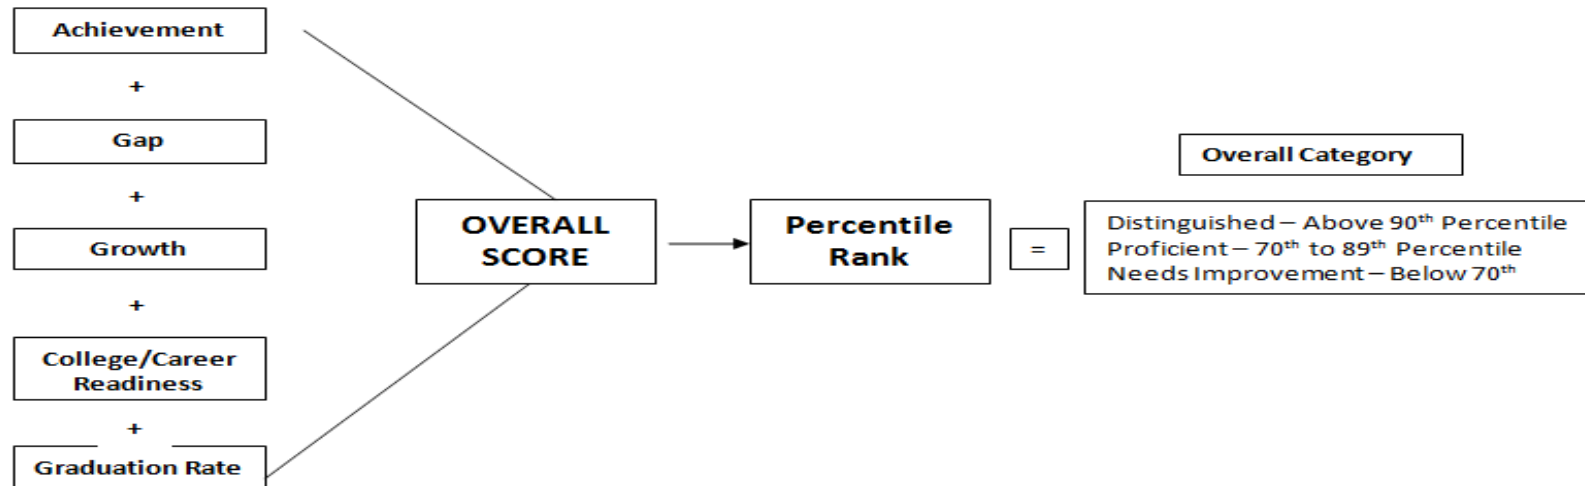 Achievement
+
Gap
+
Growth
+
College/Career
Readiness
+
Graduation Rate
OVERALL
SCORE
Percentile
Rank
=
Overall Category
Distinguished – Above 90th Percentile
Proficient – 70th to 89th Percentile
Needs Improvement – Below 70th